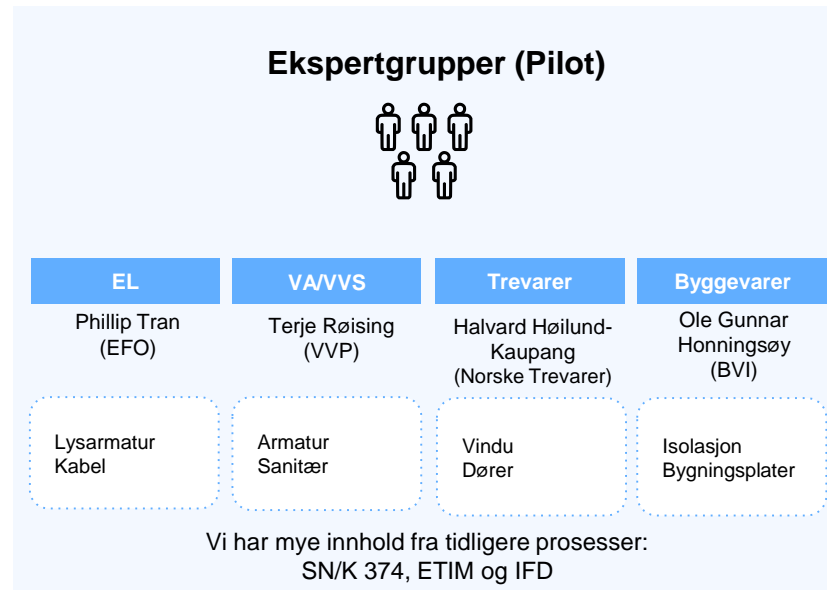 Ekspertgrupper (Pilot)
EL
Phillip Tran
(EFO)
Lysarmatur
Kabel
VA/VVS
Terje Røising
(VVP)
Armatur
Sanitær
Trevarer
Halvard Høilund-
Kaupang
(Norske Trevarer)
Vindu
Dører
Byggevarer
Ole Gunnar
Honningsøy
(BVI)
Isolasjon
Bygningsplater
Vi har mye innhold fra tidligere prosesser:
SN/K 374, ETIM og IFD